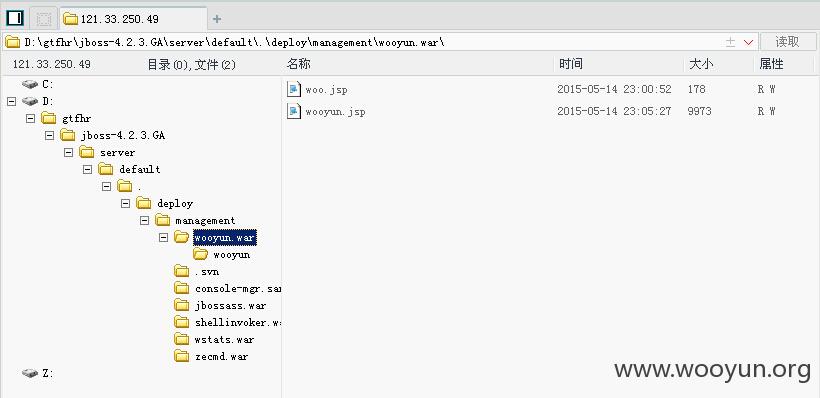 121.33.250.49
D:\gtfhr\jboss-4.2.3.GA\server\default\.\deploy\management\wooyun.war\ 读取
121.33.250.49 目录(0),文件(2) 名称 时间 大小 属性
C:
D:
gtfhr
jboss-4.2.3.GA
server
default
.
deploy
management
wooyun.war
wooyun
.svn
console-mgr.sar
jbossass.war
shellinvoker.w
wstats.war
zecmd.war
Z:
woo.jsp 2015-05-14 23:00:52 178 R W
wooyun.jsp 2015-05-14 23:05:27 9973 R W
www.wooyun.org